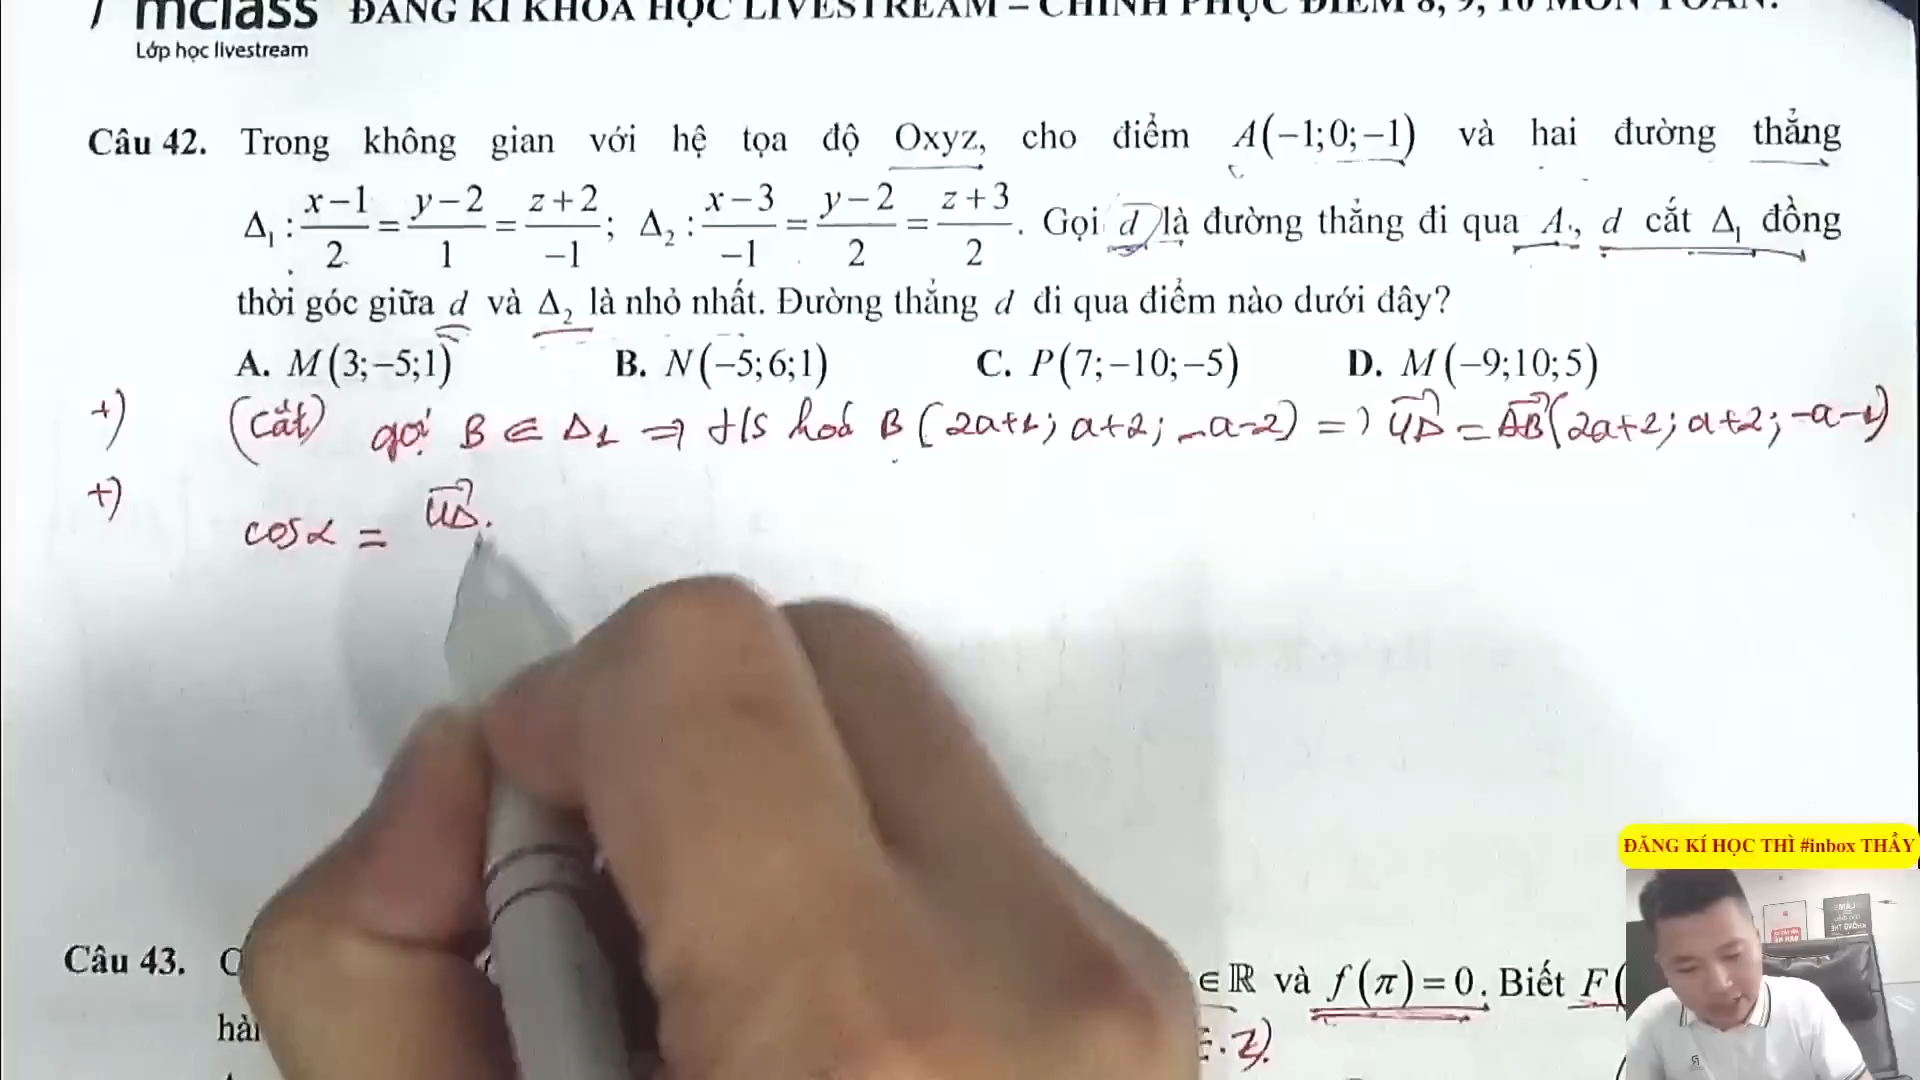 mclass ĐĂNG KÍ KHÓA HỌC LIVESTREAM – CHINH PHỤC ĐIỂM 8, 9, 10 MÔN TOÁN.
Lớp học livestream
Câu 42. Trong không gian với hệ tọa độ Oxyz, cho điểm A(−1;0;−1) và hai đường thẳng
Δ₁ : (x−1)/2 = (y−2)/1 = (z+2)/−1; Δ₂ : (x−3)/−1 = (y−2)/2 = (z+3)/2. Gọi d là đường thẳng đi qua A, d cắt Δ₁ đồng
thời góc giữa d và Δ₂ là nhỏ nhất. Đường thẳng d đi qua điểm nào dưới đây?
A. M(3;−5;1) B. N(−5;6;1) C. P(7;−10;−5) D. M(−9;10;5)
+) (cắt) gọi B ∈ Δ1 ⇒ t/s hoá B(2a+1; a+2; −a−2) ⇒ uΔ = AB(2a+2; a+2; −a−1)
+) cosα = uΔ.
Câu 43.
∈ℝ và f(π)=0. Biết F(
ĐĂNG KÍ HỌC THÌ #inbox THẦY